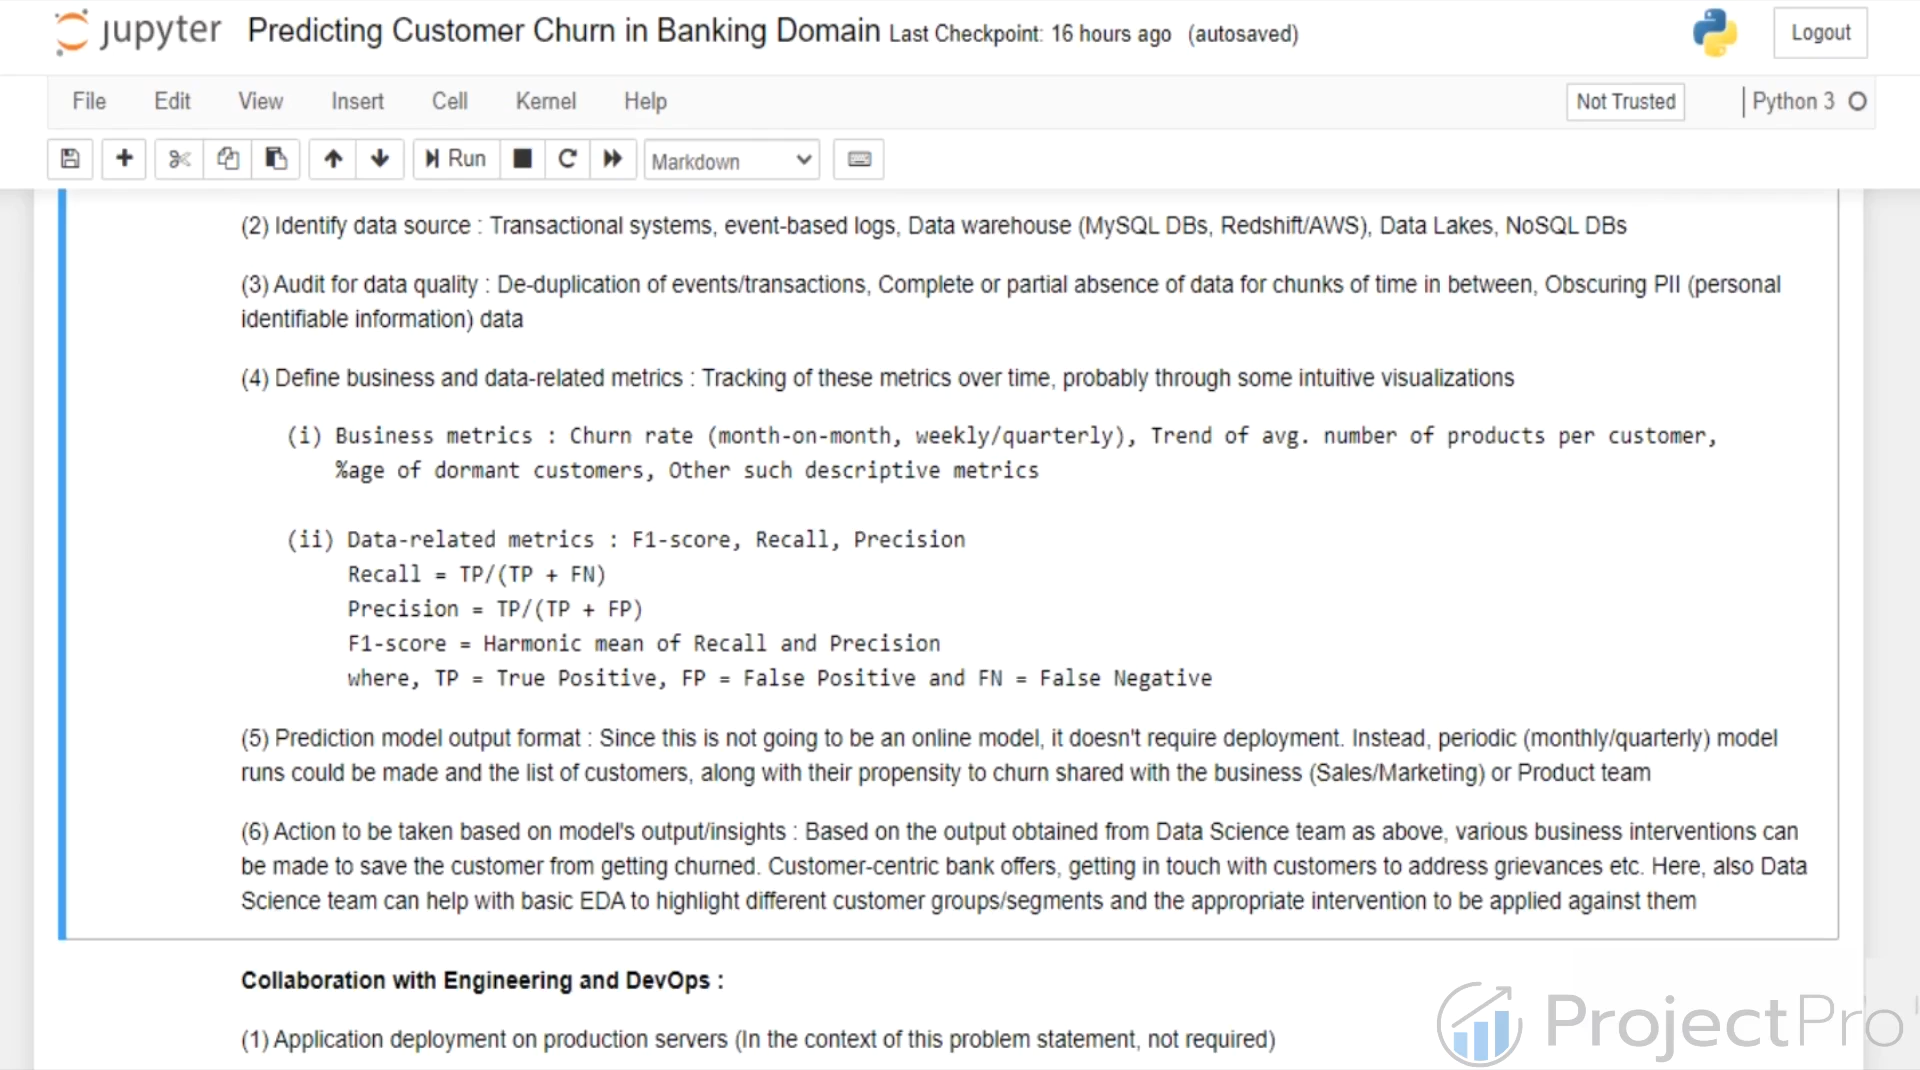 jupyter Predicting Customer Churn in Banking Domain Last Checkpoint: 16 hours ago (autosaved) Logout
File Edit View Insert Cell Kernel Help Not Trusted Python 3
Run Markdown
(2) Identify data source : Transactional systems, event-based logs, Data warehouse (MySQL DBs, Redshift/AWS), Data Lakes, NoSQL DBs
(3) Audit for data quality : De-duplication of events/transactions, Complete or partial absence of data for chunks of time in between, Obscuring PII (personal
identifiable information) data
(4) Define business and data-related metrics : Tracking of these metrics over time, probably through some intuitive visualizations
(i) Business metrics : Churn rate (month-on-month, weekly/quarterly), Trend of avg. number of products per customer,
%age of dormant customers, Other such descriptive metrics
(ii) Data-related metrics : F1-score, Recall, Precision
Recall = TP/(TP + FN)
Precision = TP/(TP + FP)
F1-score = Harmonic mean of Recall and Precision
where, TP = True Positive, FP = False Positive and FN = False Negative
(5) Prediction model output format : Since this is not going to be an online model, it doesn't require deployment. Instead, periodic (monthly/quarterly) model
runs could be made and the list of customers, along with their propensity to churn shared with the business (Sales/Marketing) or Product team
(6) Action to be taken based on model's output/insights : Based on the output obtained from Data Science team as above, various business interventions can
be made to save the customer from getting churned. Customer-centric bank offers, getting in touch with customers to address grievances etc. Here, also Data
Science team can help with basic EDA to highlight different customer groups/segments and the appropriate intervention to be applied against them
Collaboration with Engineering and DevOps :
(1) Application deployment on production servers (In the context of this problem statement, not required)
ProjectPro